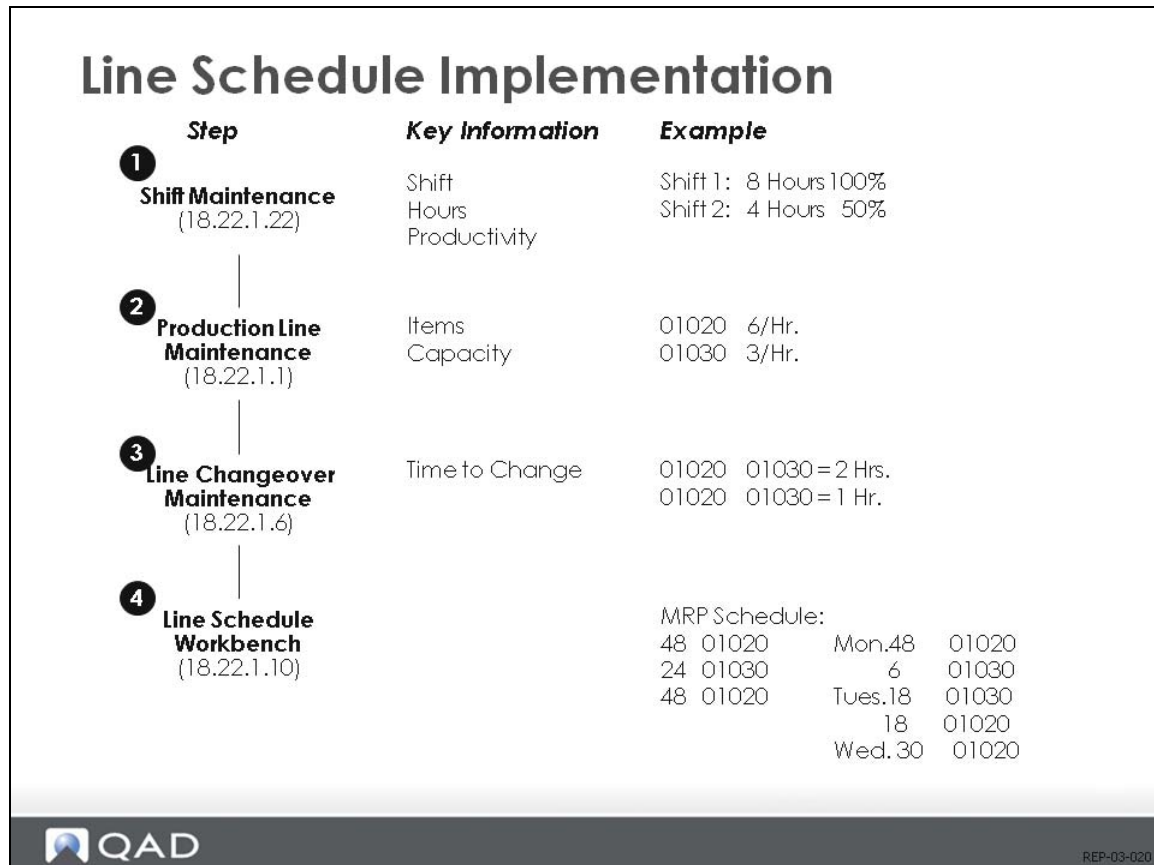 Line Schedule Implementation
Step Key Information Example
1
Shift Maintenance
(18.22.1.22)
Shift
Hours
Productivity
Shift 1: 8 Hours 100%
Shift 2: 4 Hours 50%
2
Production Line
Maintenance
(18.22.1.1)
Items
Capacity
01020 6/Hr.
01030 3/Hr.
3
Line Changeover
Maintenance
(18.22.1.6)
Time to Change
01020 01030 = 2 Hrs.
01020 01030 = 1 Hr.
4
Line Schedule
Workbench
(18.22.1.10)
MRP Schedule:
48 01020 Mon. 48 01020
24 01030 6 01030
48 01020 Tues. 18 01030
18 01020
Wed. 30 01020
QAD
REP-03-020